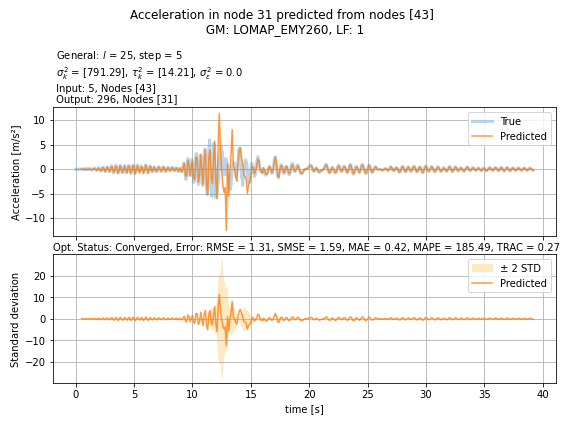 Acceleration in node 31 predicted from nodes [43]
GM: LOMAP_EMY260, LF: 1
General: l = 25, step = 5
σ²ₖ = [791.29], τ²ₖ = [14.21], σ²ε = 0.0
Input: 5, Nodes [43]
Output: 296, Nodes [31]
Acceleration [m/s²]
10
5
0
−5
−10
True
Predicted
Opt. Status: Converged, Error: RMSE = 1.31, SMSE = 1.59, MAE = 0.42, MAPE = 185.49, TRAC = 0.27
Standard deviation
20
10
0
−10
−20
± 2 STD
Predicted
0 5 10 15 20 25 30 35 40
time [s]